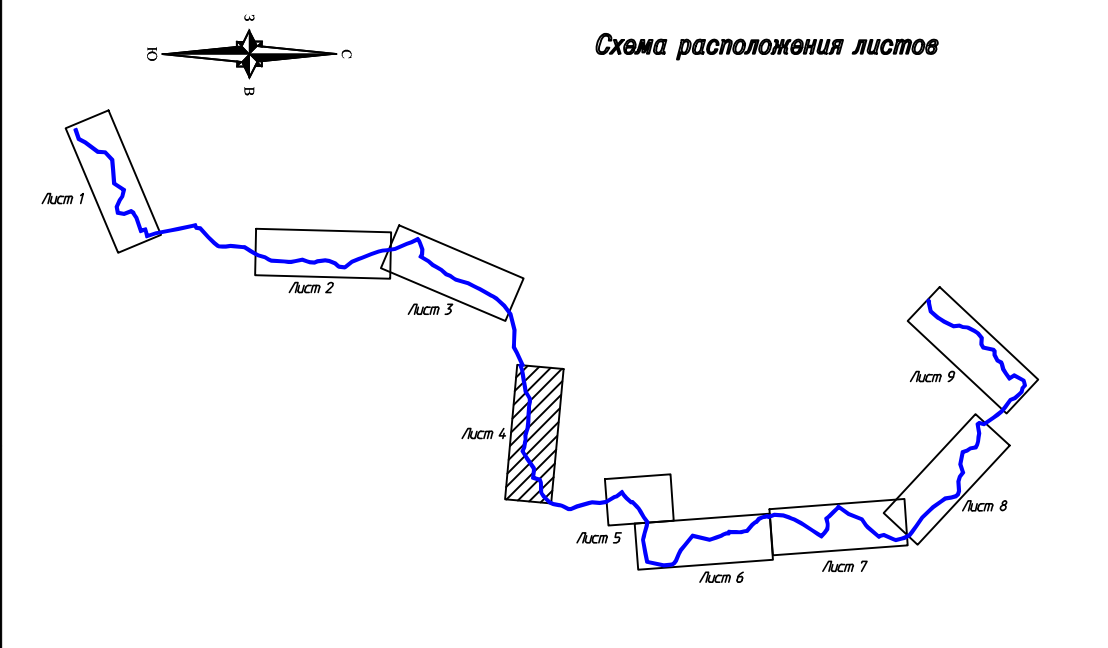 З
Ю
С
В
Схема расположения листов
Лист 1
Лист 2
Лист 3
Лист 4
Лист 5
Лист 6
Лист 7
Лист 8
Лист 9